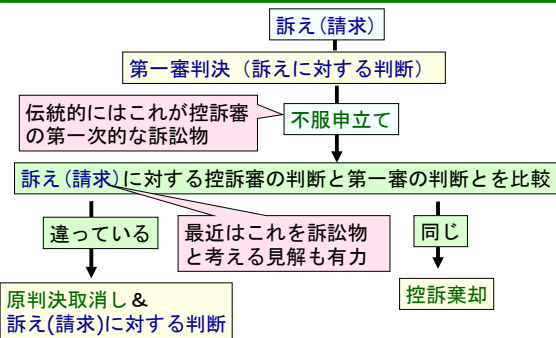 訴え(請求)
第一審判決（訴えに対する判断）
伝統的にはこれが控訴審
の第一次的な訴訟物
不服申立て
訴え(請求)に対する控訴審の判断と第一審の判断とを比較
違っている
最近はこれを訴訟物
と考える見解も有力
同じ
原判決取消し＆
訴え(請求)に対する判断
控訴棄却